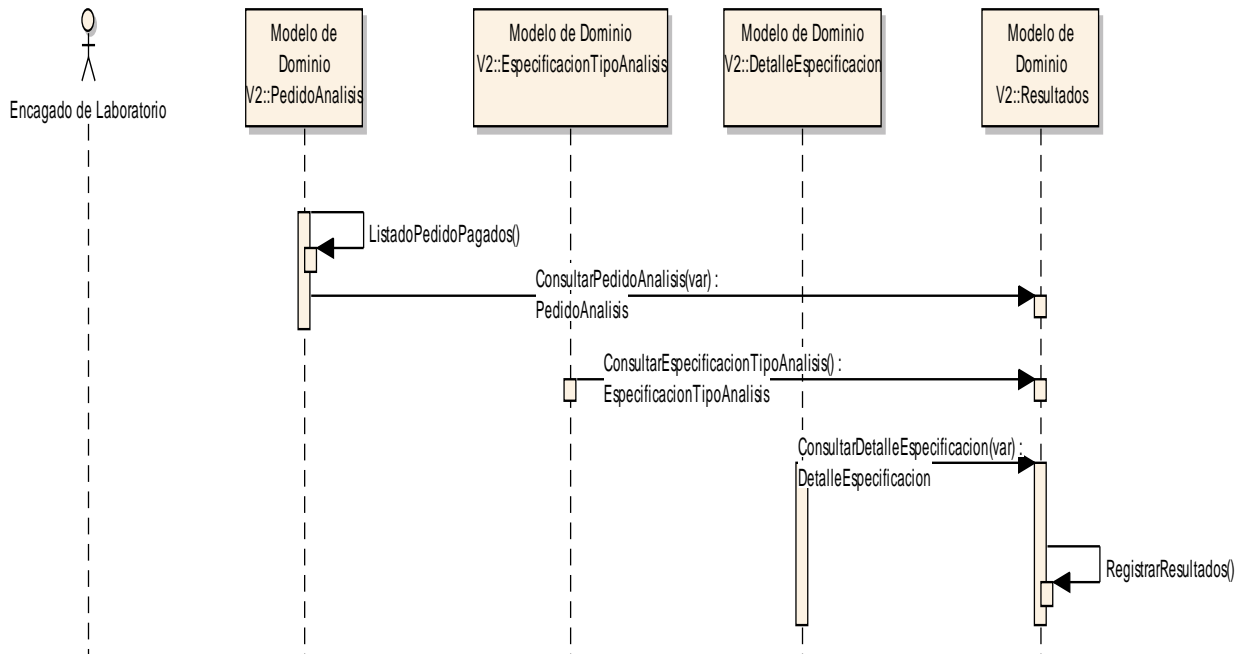 Encagado de Laboratorio
Modelo de
Dominio
V2::PedidoAnalisis
Modelo de Dominio
V2::EspecificacionTipoAnalisis
Modelo de Dominio
V2::DetalleEspecificacion
Modelo de
Dominio
V2::Resultados
ListadoPedidoPagados()
ConsultarPedidoAnalisis(var) :
PedidoAnalisis
ConsultarEspecificacionTipoAnalisis() :
EspecificacionTipoAnalisis
ConsultarDetalleEspecificacion(var) :
DetalleEspecificacion
RegistrarResultados()